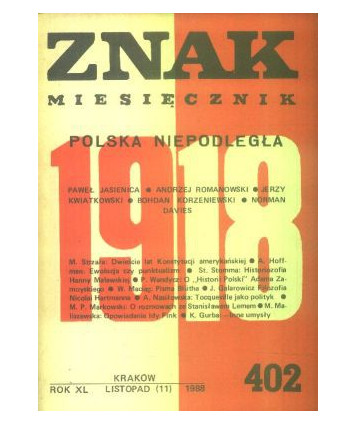 ZNAK
MIESIĘCZNIK
POLSKA NIEPODLEGŁA
1918
PAWEŁ JASIENICA ● ANDRZEJ ROMANOWSKI ● JERZY
KWIATKOWSKI ● BOHDAN KORZENIEWSKI ● NORMAN
DAVIES
M. Sitzała: Dwieście lat Konstytucji amerykańskiej ● A. Hoff-
man: Ewolucja czy punktualizm ● St. Stomma: Historiozofia
Hanny Malewskiej ● P. Wandycz: O „Historii Polski" Adama Za-
moyskiego ● W. Maciąg: Pisma Bürtha ● J. Galarowicz: Filozofia
Nicolai Hartmanna ● A. Nasiłowska: Tocqueville jako polityk ●
M. P. Markowski: O rozmowach ze Stanisławem Lemem ● M. Ma-
liszewska: Opowiadania Idy Fink ● K. Gurba: Inne umysły
KRAKÓW
ROK XL LISTOPAD (11) 1988
402